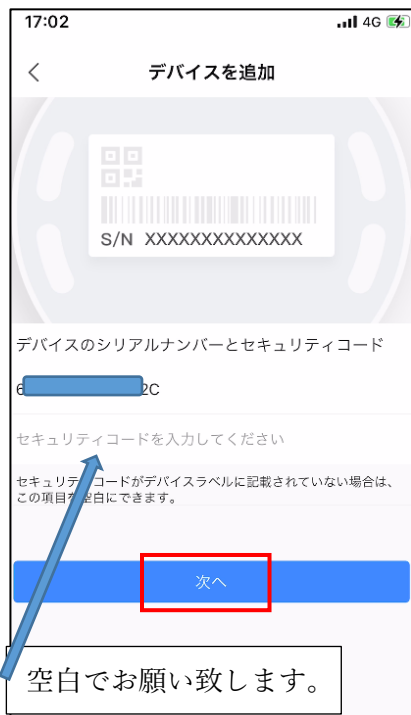 17:02
4G
デバイスを追加
S/N XXXXXXXXXXXXXX
デバイスのシリアルナンバーとセキュリティコード
6 2C
セキュリティコードを入力してください
セキュリティコードがデバイスラベルに記載されていない場合は、
この項目を空白にできます。
次へ
空白でお願い致します。